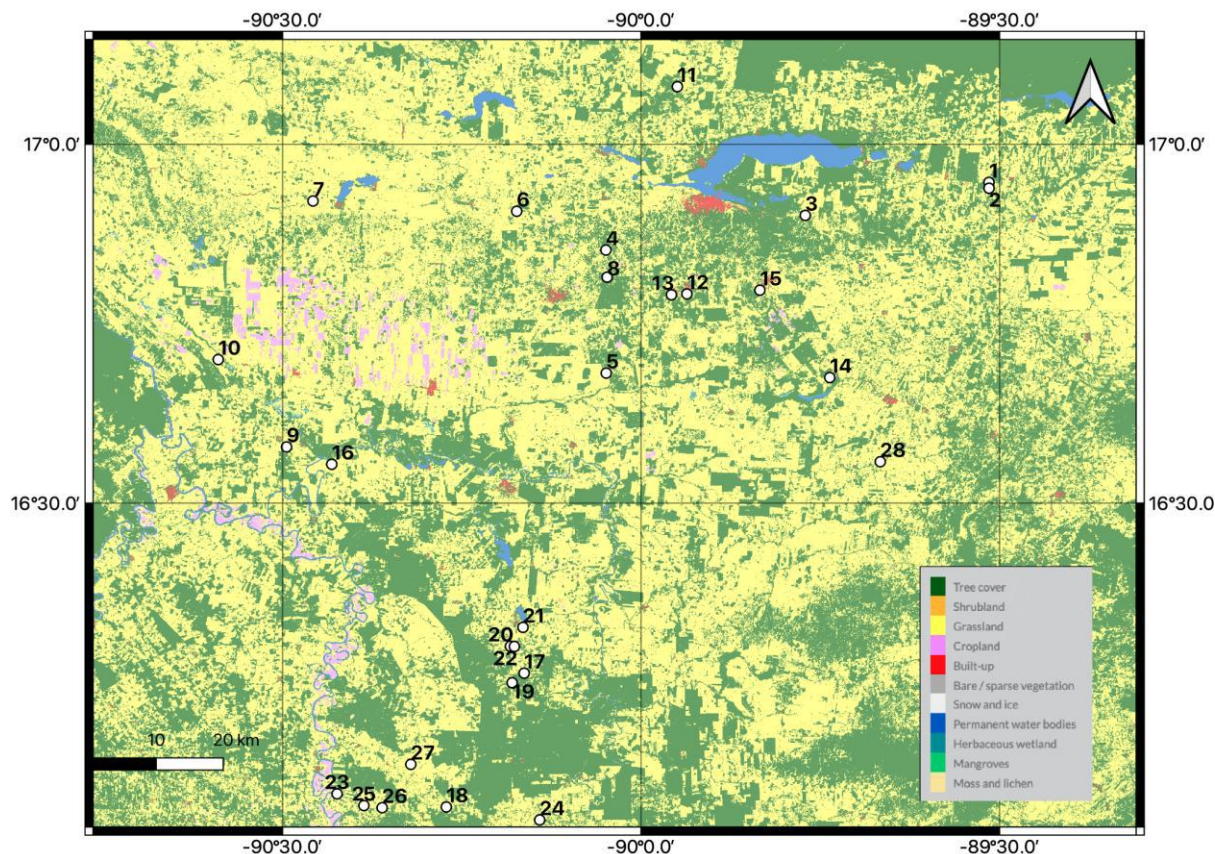 -90°30.0′ -90°0.0′ -89°30.0′
11
17°0.0′ 17°0.0′
1
2
7 6 3
4
8
13 12 15
10 5 14
9 16 28
16°30.0′ 16°30.0′
Tree cover
Shrubland
Grassland
Cropland
Built-up
Bare / sparse vegetation
Snow and ice
Permanent water bodies
Herbaceous wetland
Mangroves
Moss and lichen
21
20
22 17
19
10 20 km
27
23 25 26 18 24
-90°30.0′ -90°0.0′ -89°30.0′